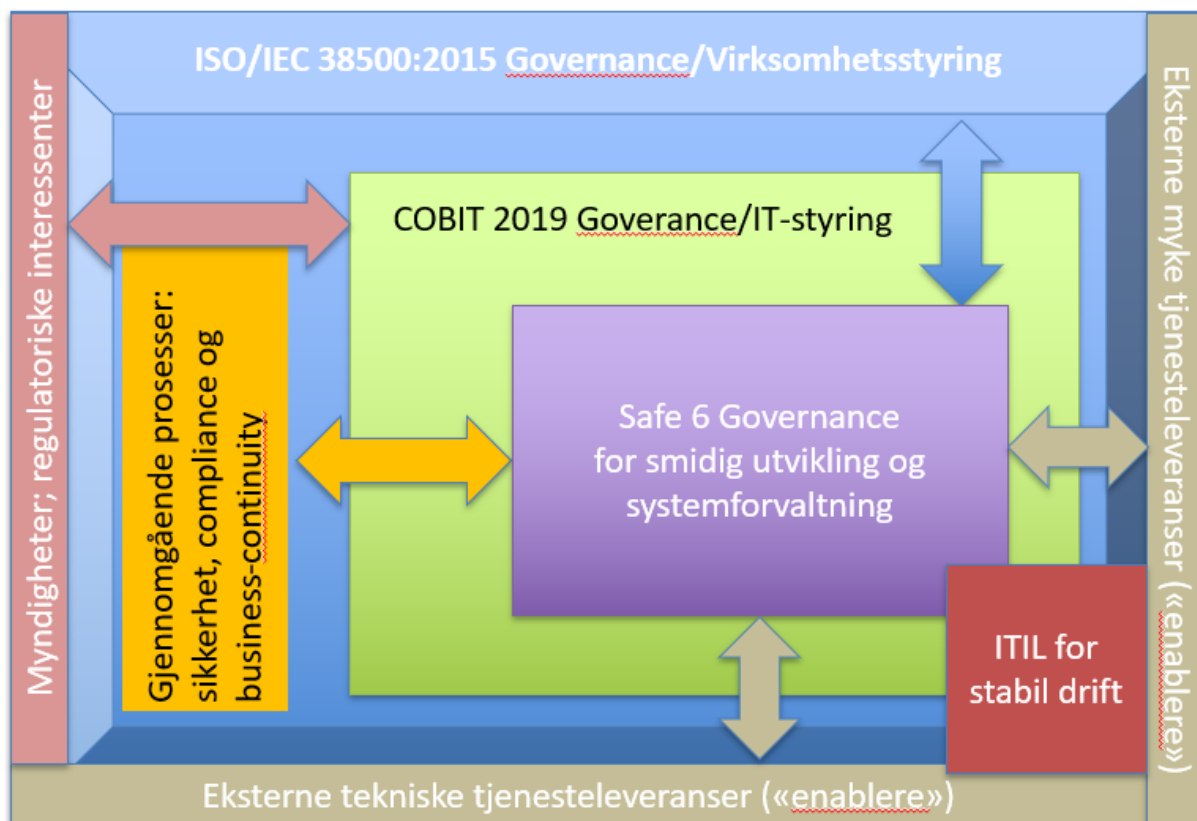 ISO/IEC 38500:2015 Governance/Virksomhetsstyring
Myndigheter; regulatoriske interessenter
COBIT 2019 Goverance/IT-styring
Gjennomgående prosesser:
sikkerhet, compliance og
business-continuity
Safe 6 Governance
for smidig utvikling og
systemforvaltning
Eksterne myke tjenesteleveranser («enablere»)
ITIL for
stabil drift
Eksterne tekniske tjenesteleveranser («enablere»)